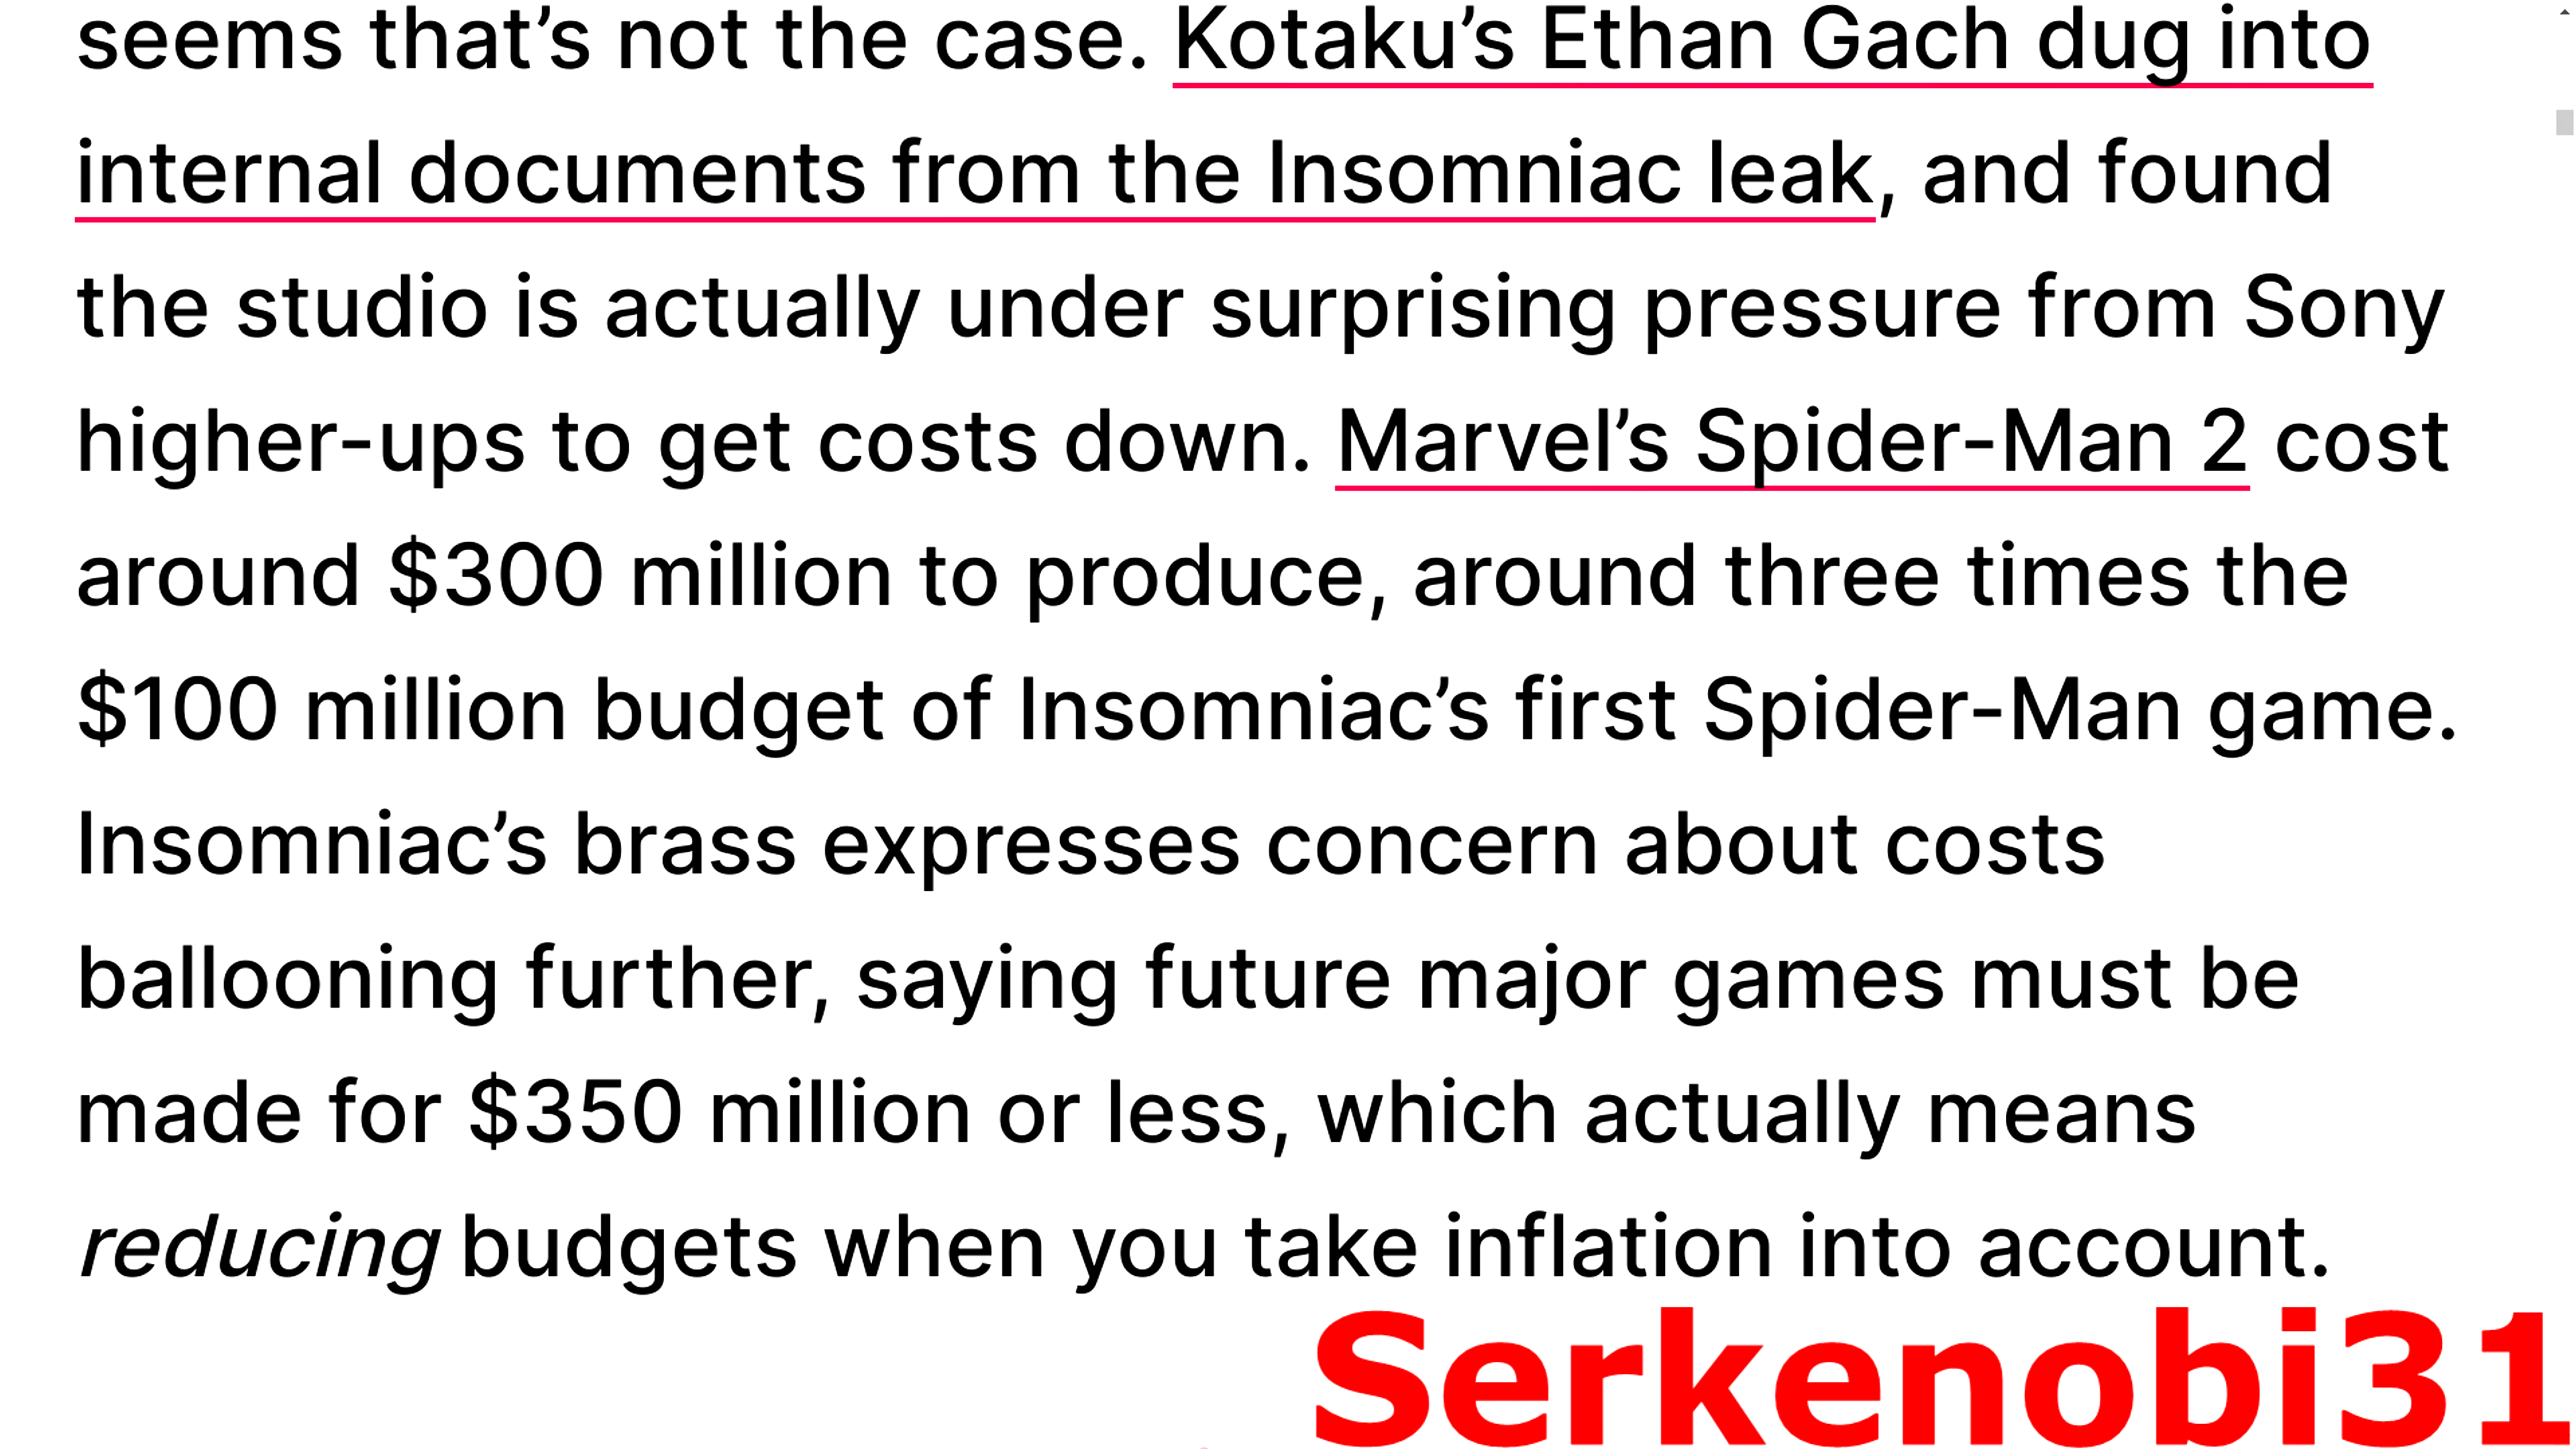 seems that’s not the case. Kotaku’s Ethan Gach dug into
internal documents from the Insomniac leak, and found
the studio is actually under surprising pressure from Sony
higher-ups to get costs down. Marvel’s Spider-Man 2 cost
around $300 million to produce, around three times the
$100 million budget of Insomniac’s first Spider-Man game.
Insomniac’s brass expresses concern about costs
ballooning further, saying future major games must be
made for $350 million or less, which actually means
reducing budgets when you take inflation into account.
Serkenobi31